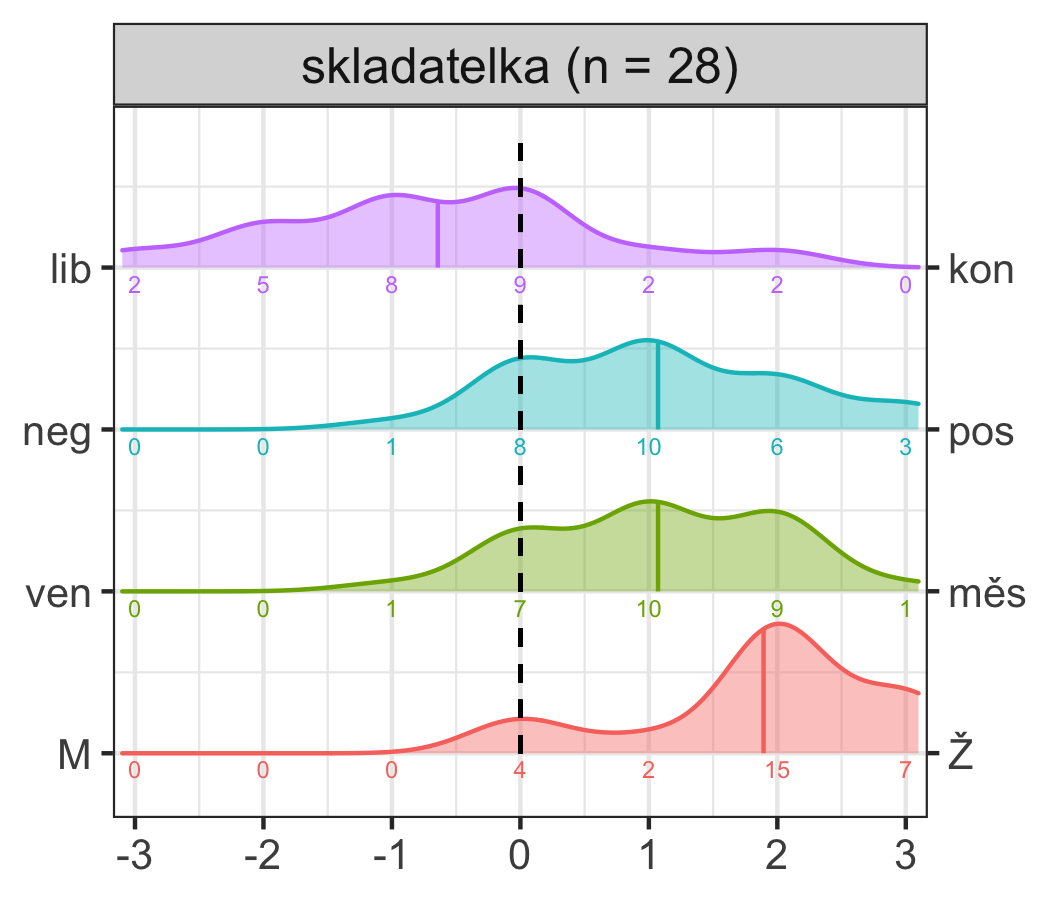 skladatelka (n = 28)
lib kon
2 5 8 9 2 2 0
neg pos
0 0 1 8 10 6 3
ven měs
0 0 1 7 10 9 1
M Ž
0 0 0 4 2 15 7
-3 -2 -1 0 1 2 3